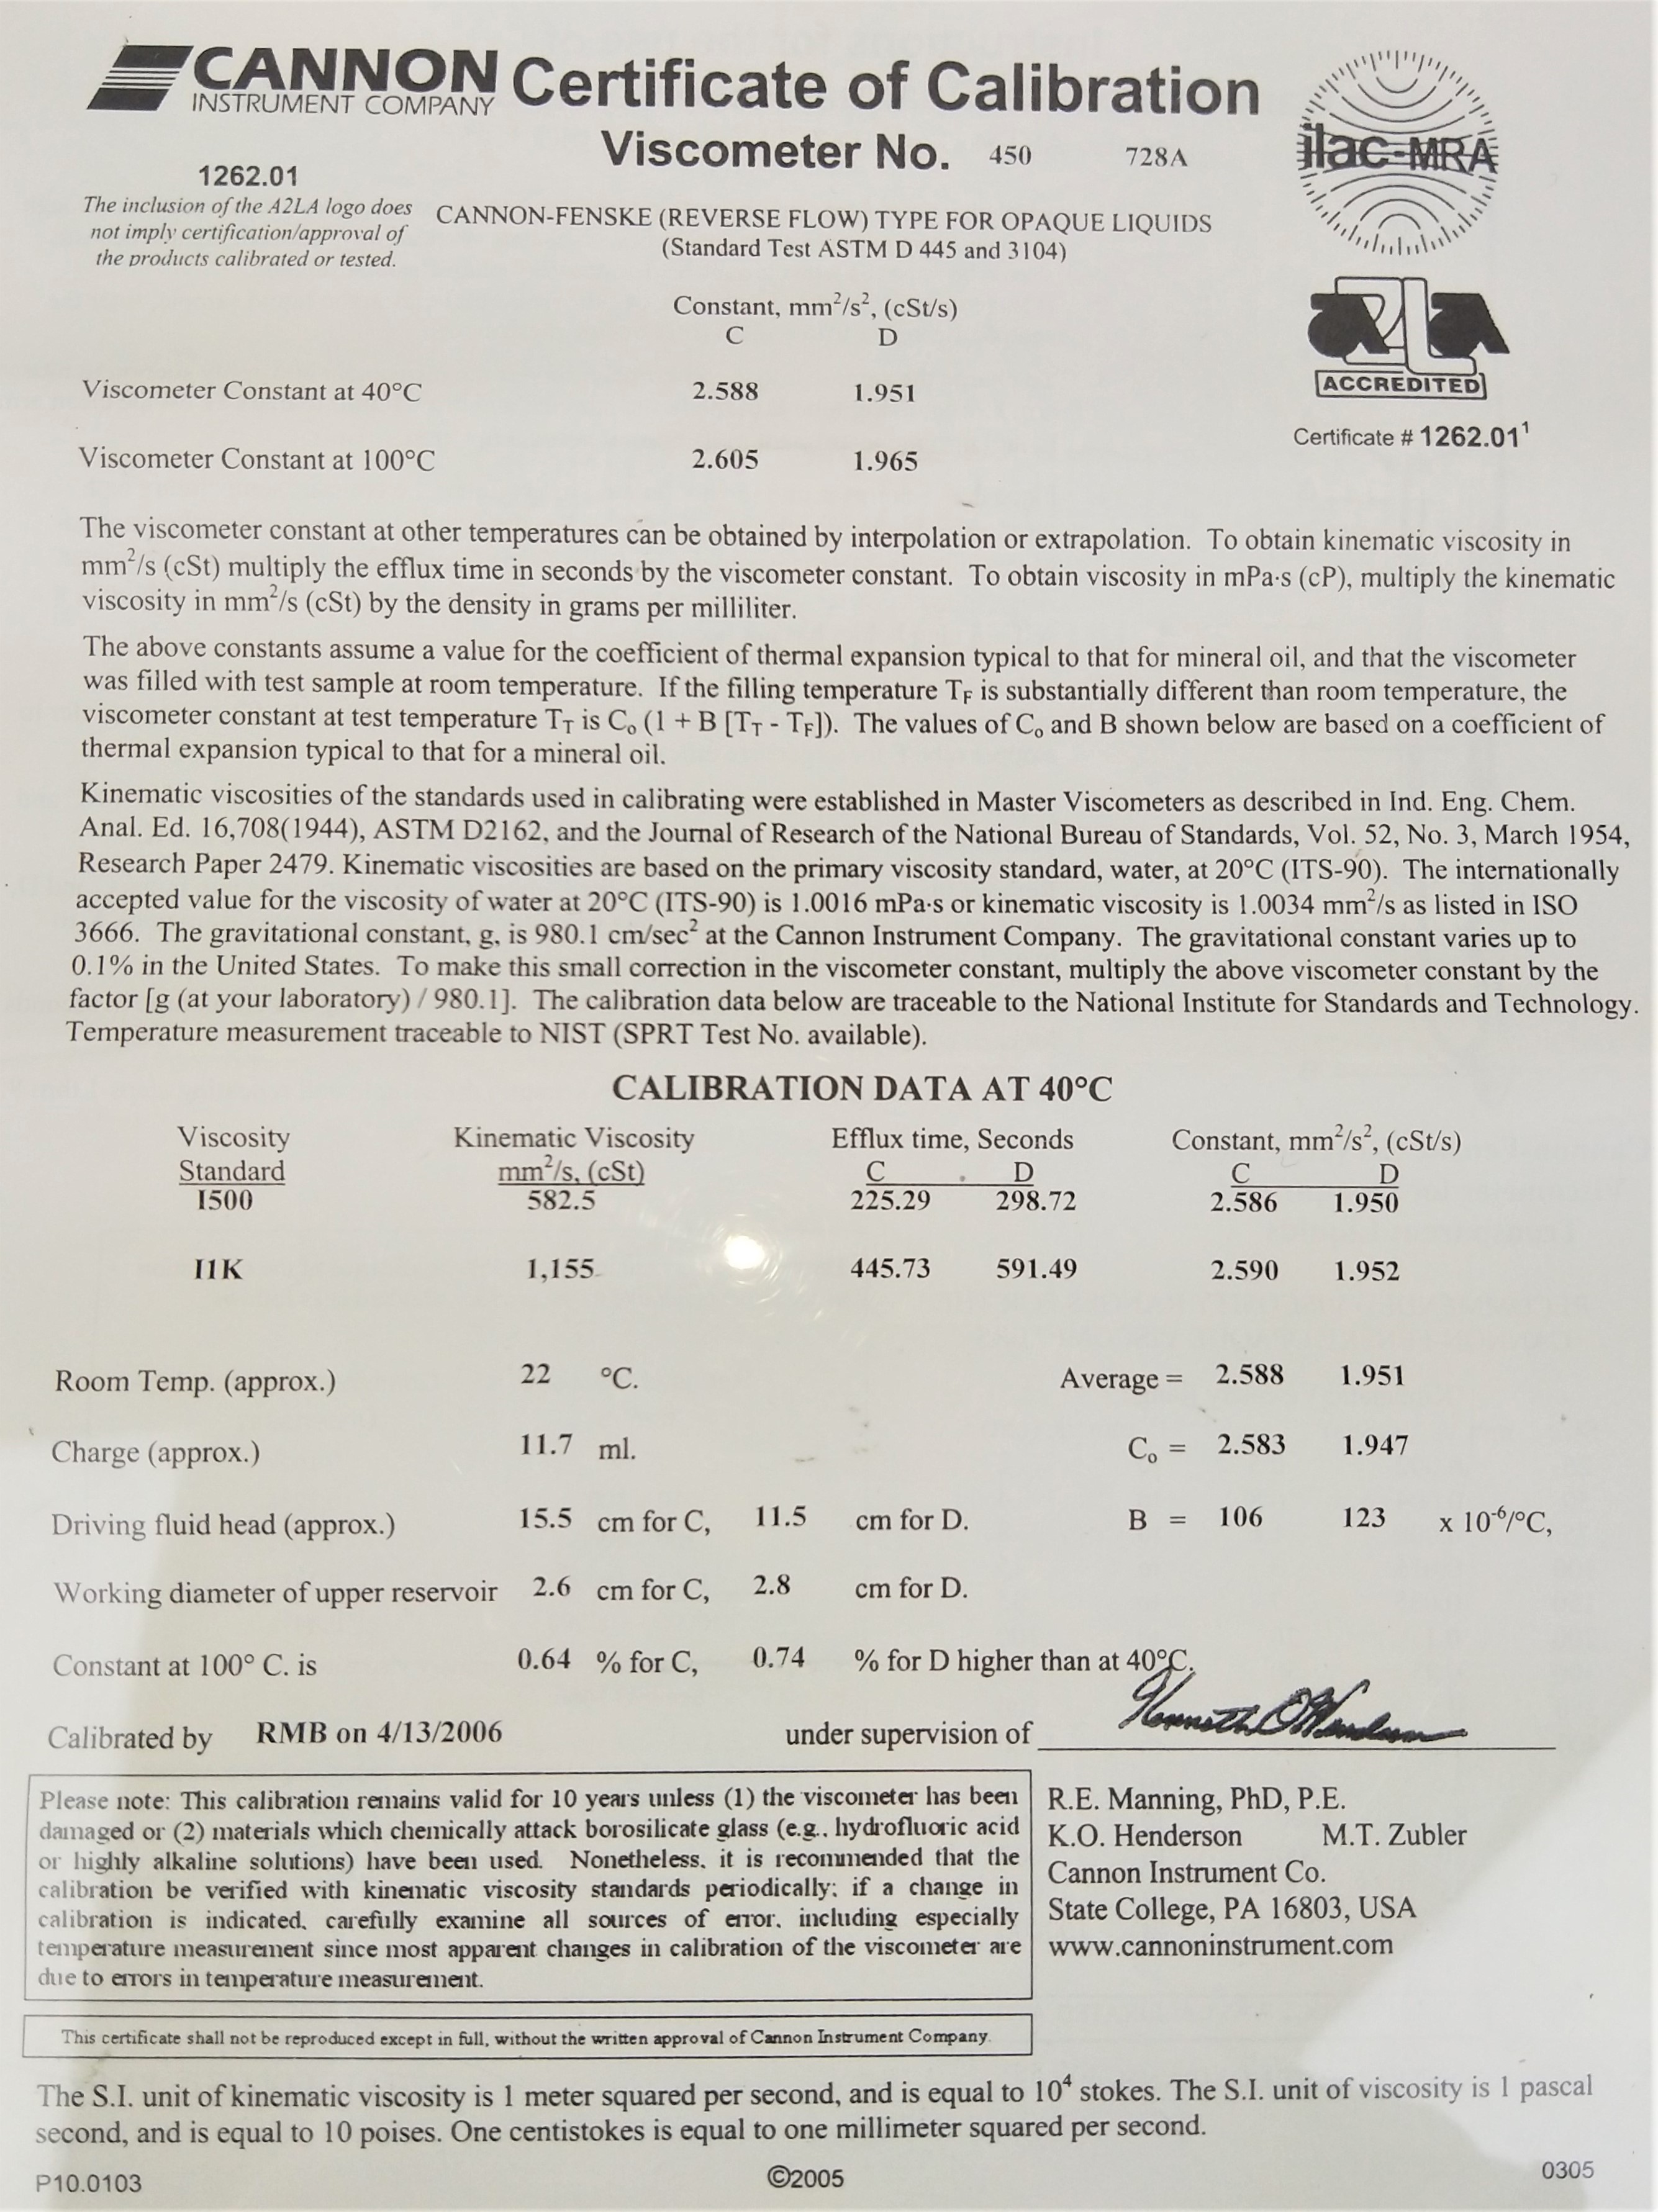 CANNON
INSTRUMENT COMPANY
Certificate of Calibration
Viscometer No. 450 728A
ilac-MRA
1262.01
The inclusion of the A2LA logo does
not imply certification/approval of
the products calibrated or tested.
CANNON-FENSKE (REVERSE FLOW) TYPE FOR OPAQUE LIQUIDS
(Standard Test ASTM D 445 and 3104)
A2LA
ACCREDITED
Certificate # 1262.01¹
Constant, mm²/s², (cSt/s)
C D
Viscometer Constant at 40°C 2.588 1.951
Viscometer Constant at 100°C 2.605 1.965
The viscometer constant at other temperatures can be obtained by interpolation or extrapolation. To obtain kinematic viscosity in
mm²/s (cSt) multiply the efflux time in seconds by the viscometer constant. To obtain viscosity in mPa·s (cP), multiply the kinematic
viscosity in mm²/s (cSt) by the density in grams per milliliter.
The above constants assume a value for the coefficient of thermal expansion typical to that for mineral oil, and that the viscometer
was filled with test sample at room temperature. If the filling temperature T_F is substantially different than room temperature, the
viscometer constant at test temperature T_T is C₀ (1 + B [T_T - T_F]). The values of C₀ and B shown below are based on a coefficient of
thermal expansion typical to that for a mineral oil.
Kinematic viscosities of the standards used in calibrating were established in Master Viscometers as described in Ind. Eng. Chem.
Anal. Ed. 16,708(1944), ASTM D2162, and the Journal of Research of the National Bureau of Standards, Vol. 52, No. 3, March 1954,
Research Paper 2479. Kinematic viscosities are based on the primary viscosity standard, water, at 20°C (ITS-90). The internationally
accepted value for the viscosity of water at 20°C (ITS-90) is 1.0016 mPa·s or kinematic viscosity is 1.0034 mm²/s as listed in ISO
3666. The gravitational constant, g, is 980.1 cm/sec² at the Cannon Instrument Company. The gravitational constant varies up to
0.1% in the United States. To make this small correction in the viscometer constant, multiply the above viscometer constant by the
factor [g (at your laboratory) / 980.1]. The calibration data below are traceable to the National Institute for Standards and Technology.
Temperature measurement traceable to NIST (SPRT Test No. available).
CALIBRATION DATA AT 40°C
Viscosity Kinematic Viscosity Efflux time, Seconds Constant, mm²/s², (cSt/s)
Standard mm²/s, (cSt) C D C D
I500 582.5 225.29 298.72 2.586 1.950
I1K 1,155 445.73 591.49 2.590 1.952
Room Temp. (approx.) 22 °C. Average = 2.588 1.951
Charge (approx.) 11.7 ml. C₀ = 2.583 1.947
Driving fluid head (approx.) 15.5 cm for C, 11.5 cm for D. B = 106 123 x 10⁻⁶/°C,
Working diameter of upper reservoir 2.6 cm for C, 2.8 cm for D.
Constant at 100° C. is 0.64 % for C, 0.74 % for D higher than at 40°C.
Calibrated by RMB on 4/13/2006 under supervision of Kenneth O Henderson
Please note: This calibration remains valid for 10 years unless (1) the viscometer has been
damaged or (2) materials which chemically attack borosilicate glass (e.g., hydrofluoric acid
or highly alkaline solutions) have been used. Nonetheless, it is recommended that the
calibration be verified with kinematic viscosity standards periodically; if a change in
calibration is indicated, carefully examine all sources of error, including especially
temperature measurement since most apparent changes in calibration of the viscometer are
due to errors in temperature measurement.
R.E. Manning, PhD, P.E.
K.O. Henderson M.T. Zubler
Cannon Instrument Co.
State College, PA 16803, USA
www.cannoninstrument.com
This certificate shall not be reproduced except in full, without the written approval of Cannon Instrument Company.
The S.I. unit of kinematic viscosity is 1 meter squared per second, and is equal to 10⁴ stokes. The S.I. unit of viscosity is 1 pascal
second, and is equal to 10 poises. One centistokes is equal to one millimeter squared per second.
P10.0103 ©2005 0305